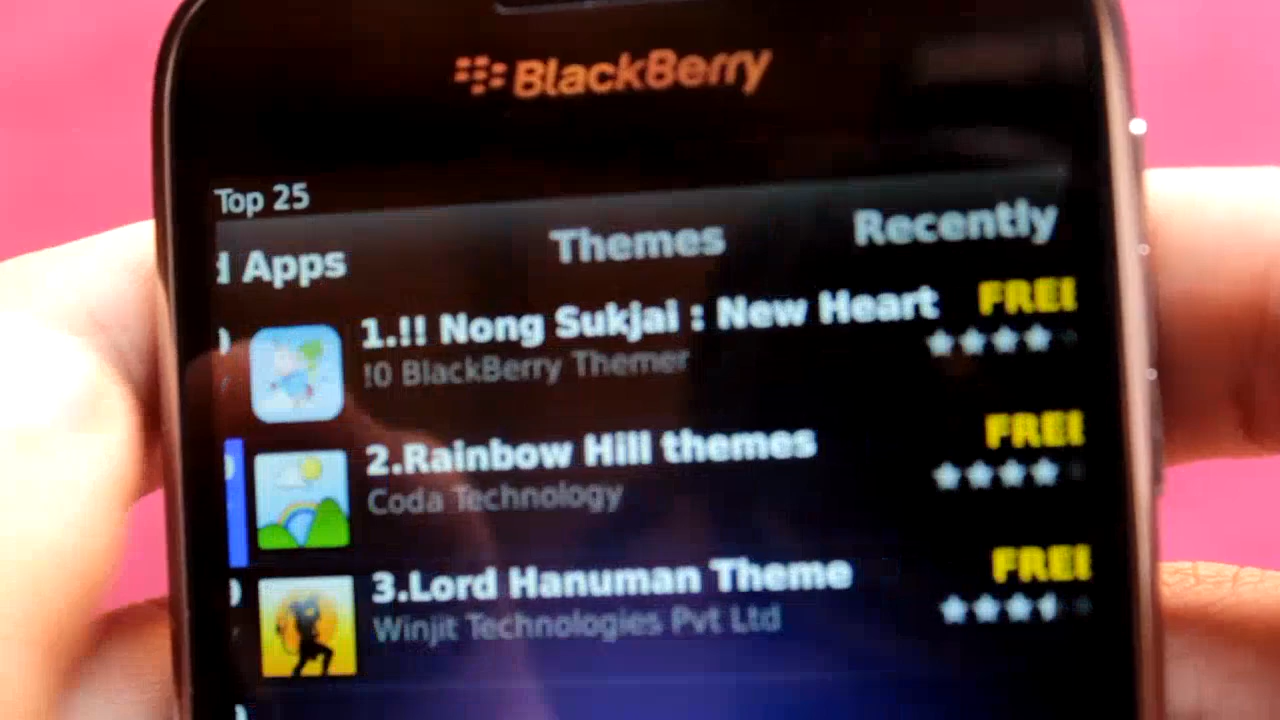 BlackBerry
Top 25
d Apps
Themes
Recently
1.!! Nong Sukjai : New Heart
FREE
!0 BlackBerry Themer
2.Rainbow Hill themes
FREE
Coda Technology
3.Lord Hanuman Theme
FREE
Winjit Technologies Pvt Ltd